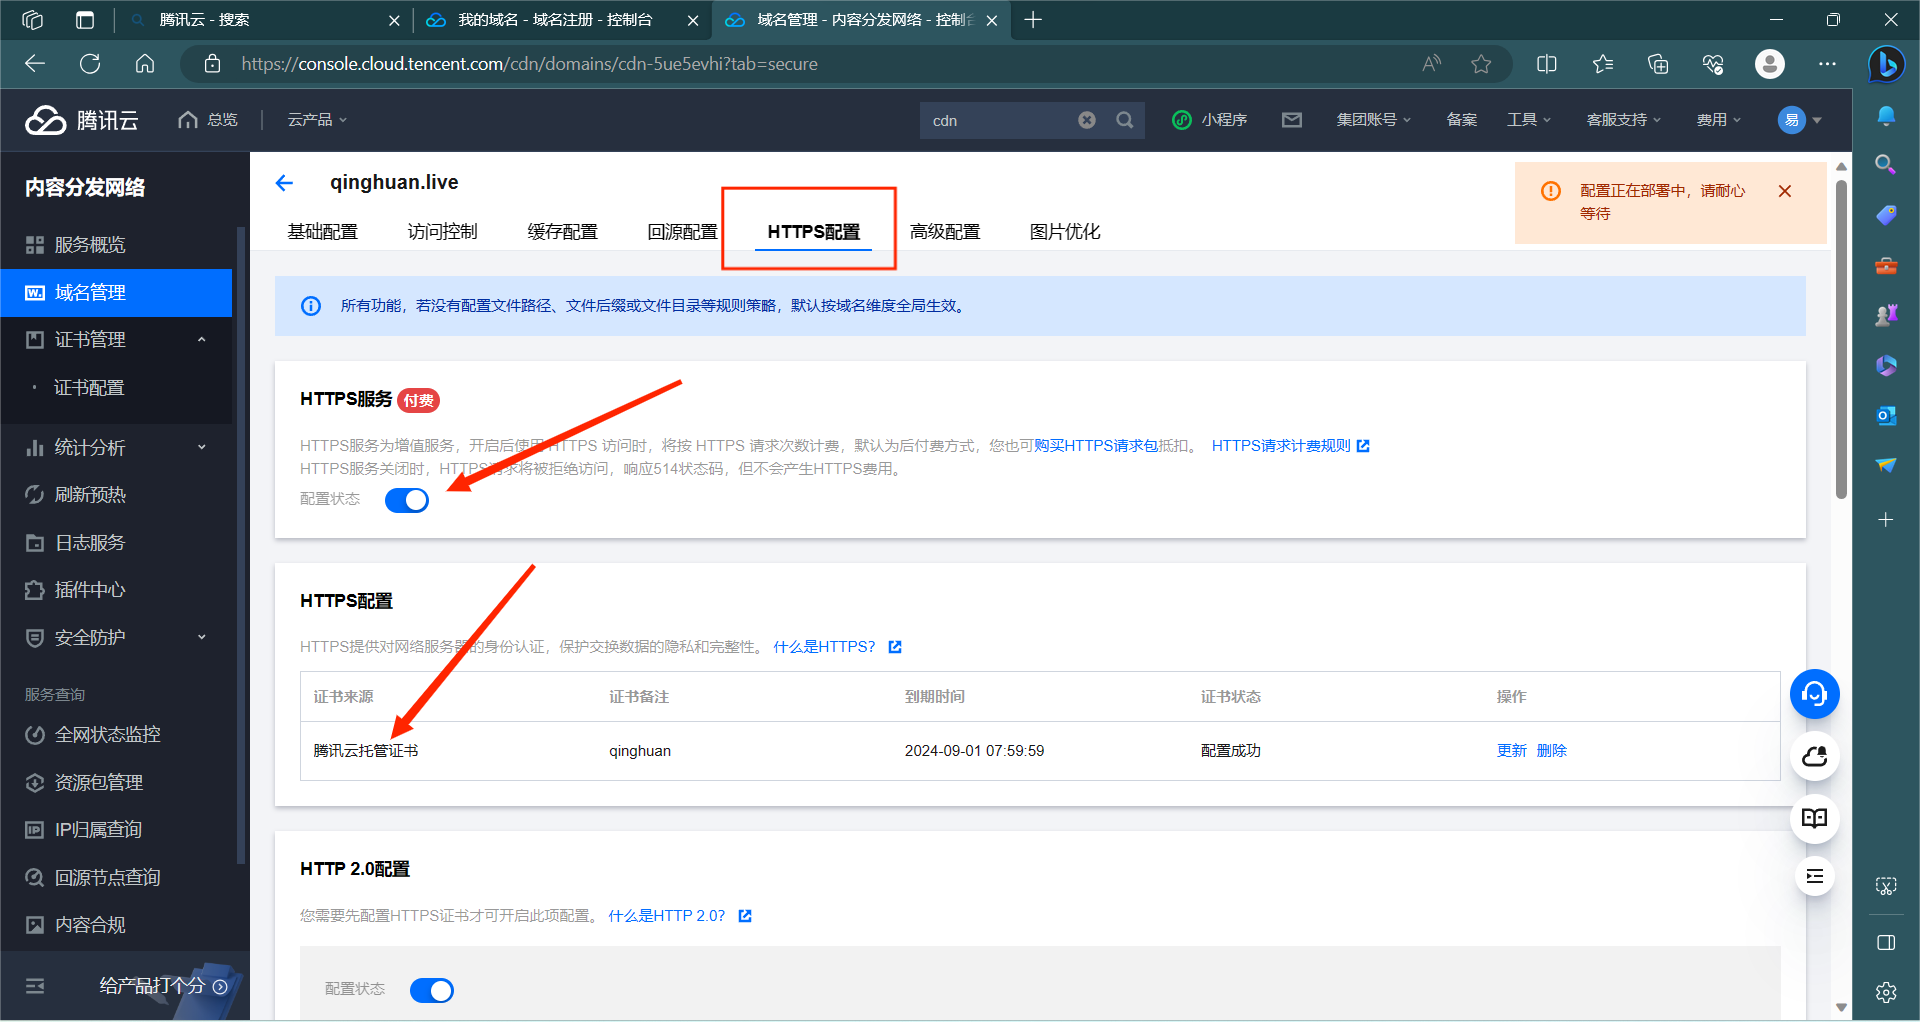 腾讯云 - 搜索
我的域名 - 域名注册 - 控制台
域名管理 - 内容分发网络 - 控制台
https://console.cloud.tencent.com/cdn/domains/cdn-5ue5evhi?tab=secure
腾讯云
总览
云产品
cdn
小程序
集团账号
备案
工具
客服支持
费用
易
内容分发网络
服务概览
域名管理
证书管理
证书配置
统计分析
刷新预热
日志服务
插件中心
安全防护
服务查询
全网状态监控
资源包管理
IP归属查询
回源节点查询
内容合规
给产品打个分
qinghuan.live
基础配置
访问控制
缓存配置
回源配置
HTTPS配置
高级配置
图片优化
配置正在部署中，请耐心
等待
所有功能，若没有配置文件路径、文件后缀或文件目录等规则策略，默认按域名维度全局生效。
HTTPS服务 付费
HTTPS服务为增值服务，开启后使用 HTTPS 访问时，将按 HTTPS 请求次数计费，默认为后付费方式，您也可购买HTTPS请求包抵扣。 HTTPS请求计费规则
HTTPS服务关闭时，HTTPS请求将被拒绝访问，响应514状态码，但不会产生HTTPS费用。
配置状态
HTTPS配置
HTTPS提供对网络服务器的身份认证，保护交换数据的隐私和完整性。 什么是HTTPS？
证书来源 证书备注 到期时间 证书状态 操作
腾讯云托管证书 qinghuan 2024-09-01 07:59:59 配置成功 更新 删除
HTTP 2.0配置
您需要先配置HTTPS证书才可开启此项配置。 什么是HTTP 2.0？
配置状态